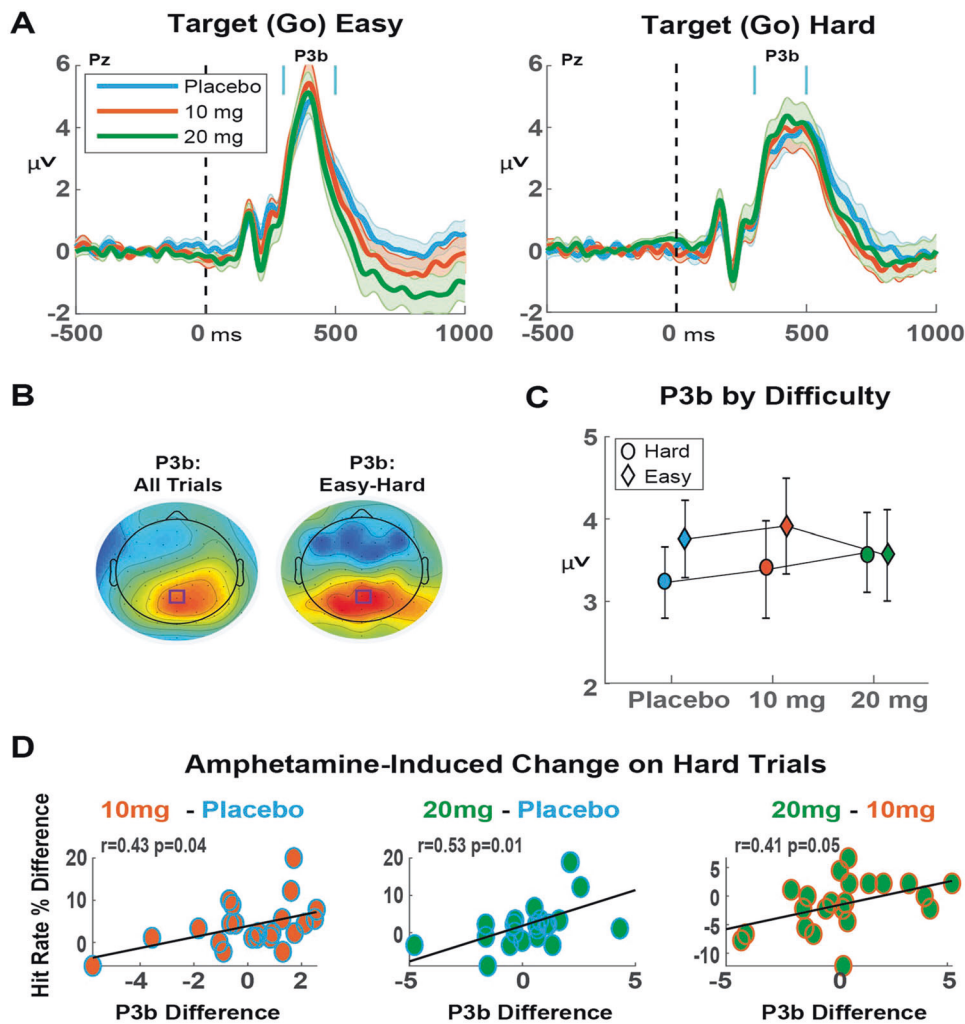 A
Target (Go) Easy
Target (Go) Hard
Pz
P3b
Pz
P3b
Placebo
10 mg
20 mg
μV
6
4
2
0
-2
-500
0 ms
500
1000
μV
6
4
2
0
-2
-500
0 ms
500
1000
B
P3b:
All Trials
P3b:
Easy-Hard
C
P3b by Difficulty
Hard
Easy
μV
5
4
3
2
Placebo
10 mg
20 mg
D
Amphetamine-Induced Change on Hard Trials
10mg - Placebo
20mg - Placebo
20mg - 10mg
Hit Rate % Difference
r=0.43 p=0.04
20
10
0
-4
-2
0
2
P3b Difference
r=0.53 p=0.01
20
10
0
-5
0
5
P3b Difference
r=0.41 p=0.05
5
0
-5
-10
-5
0
5
P3b Difference